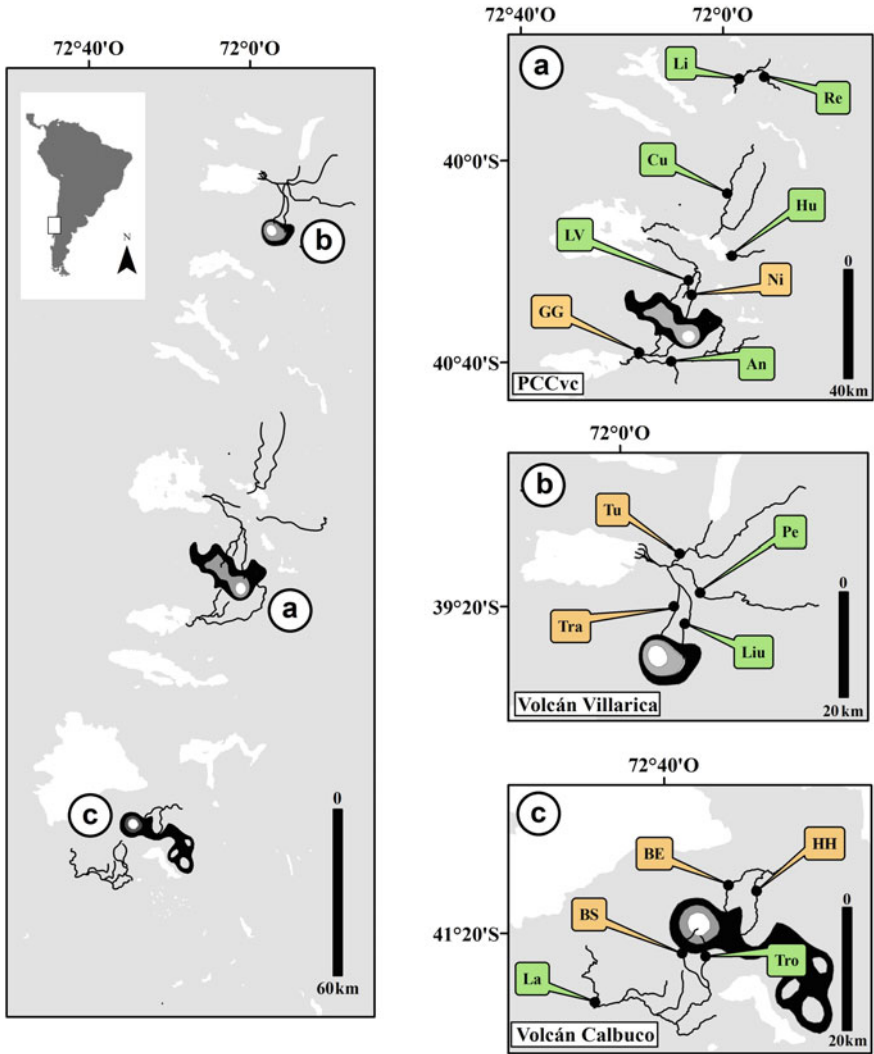 72°40'O
72°0'O
N
b
a
c
0
60km
72°40'O
72°0'O
a
Li
Re
40°0'S
Cu
Hu
LV
Ni
0
GG
40°40'S
An
PCCvc
40km
72°0'O
b
Tu
Pe
0
39°20'S
Tra
Liu
Volcán Villarica
20km
72°40'O
c
BE
HH
BS
0
41°20'S
La
Tro
Volcán Calbuco
20km